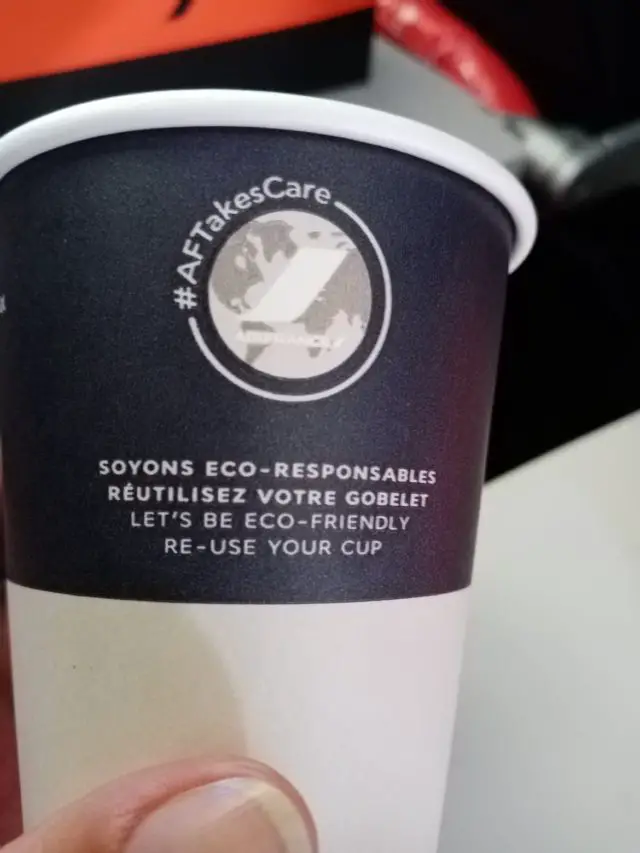 #AFTakesCare
SOYONS ECO-RESPONSABLES
RÉUTILISEZ VOTRE GOBELET
LET'S BE ECO-FRIENDLY
RE-USE YOUR CUP